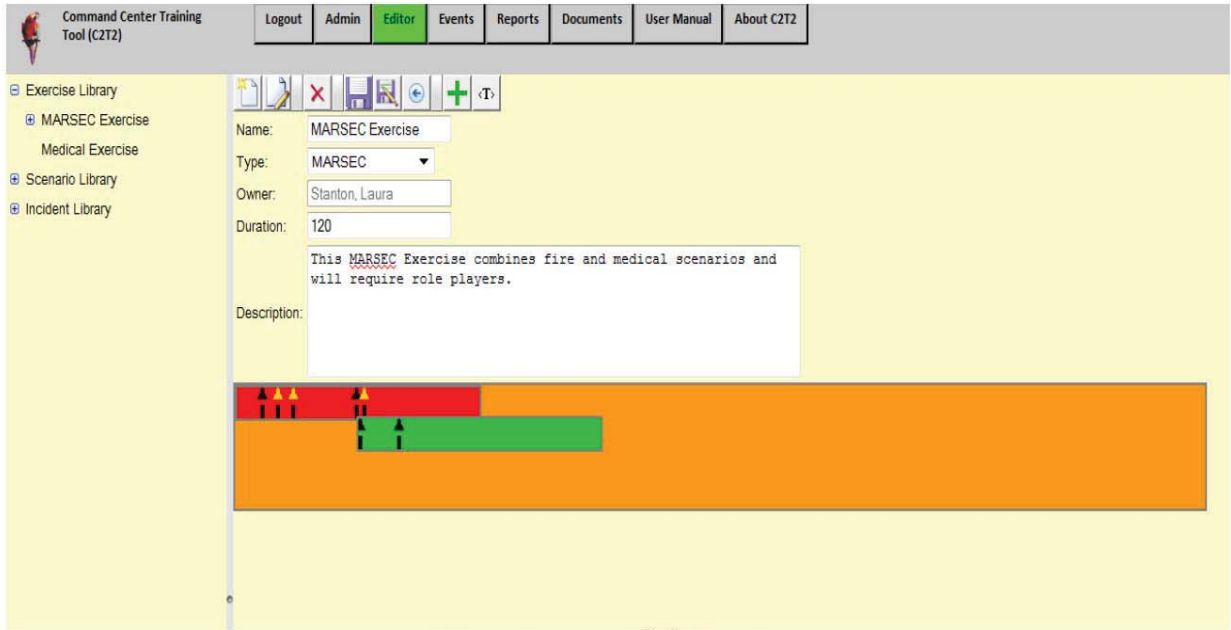 Command Center Training
Tool (C2T2)
Logout
Admin
Editor
Events
Reports
Documents
User Manual
About C2T2
Exercise Library
MARSEC Exercise
Medical Exercise
Scenario Library
Incident Library
<T>
Name: MARSEC Exercise
Type: MARSEC
Owner: Stanton, Laura
Duration: 120
Description:
This MARSEC Exercise combines fire and medical scenarios and
will require role players.